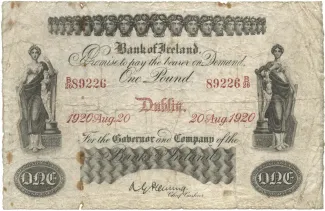 Bank of Ireland.
Promise to pay the bearer on Demand
One Pound
89226 89226
Dublin.
1920 Aug. 20 20 Aug. 1920
For the Governor and Company of the
Bank of Ireland
ONE ONE
Chief Cashier